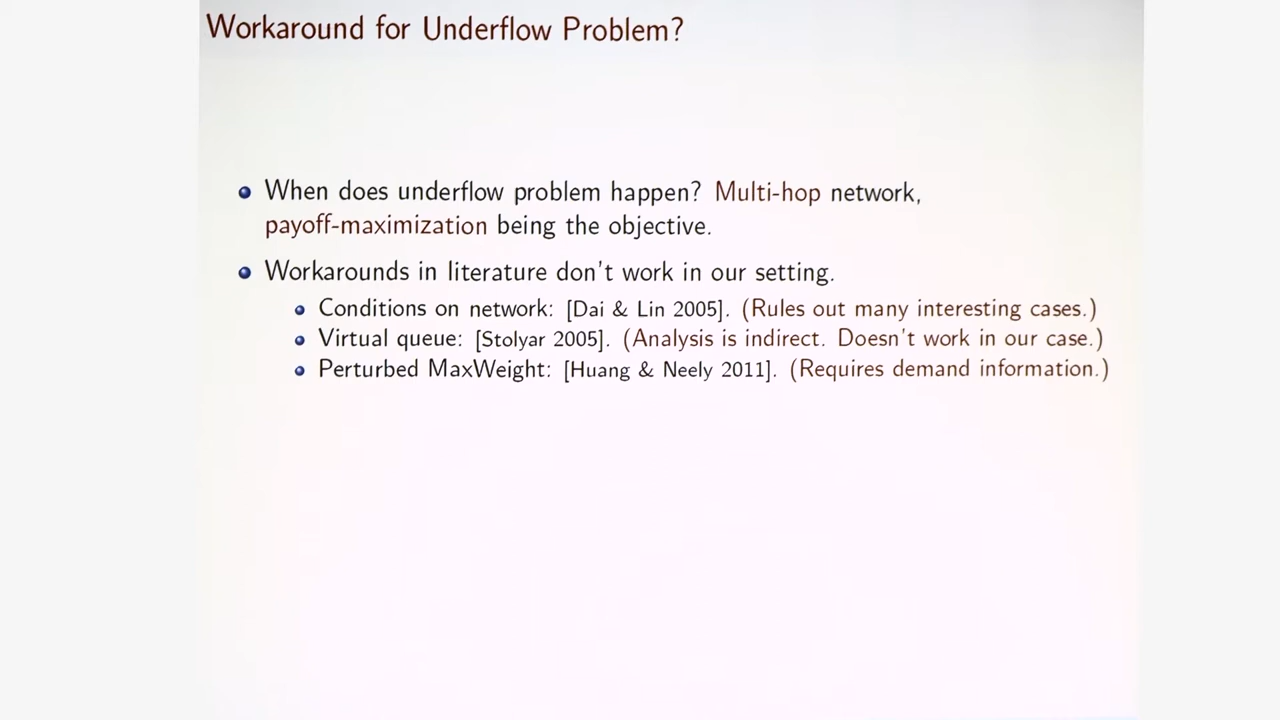 Workaround for Underflow Problem?
When does underflow problem happen? Multi-hop network,
payoff-maximization being the objective.
Workarounds in literature don't work in our setting.
Conditions on network: [Dai & Lin 2005]. (Rules out many interesting cases.)
Virtual queue: [Stolyar 2005]. (Analysis is indirect. Doesn't work in our case.)
Perturbed MaxWeight: [Huang & Neely 2011]. (Requires demand information.)